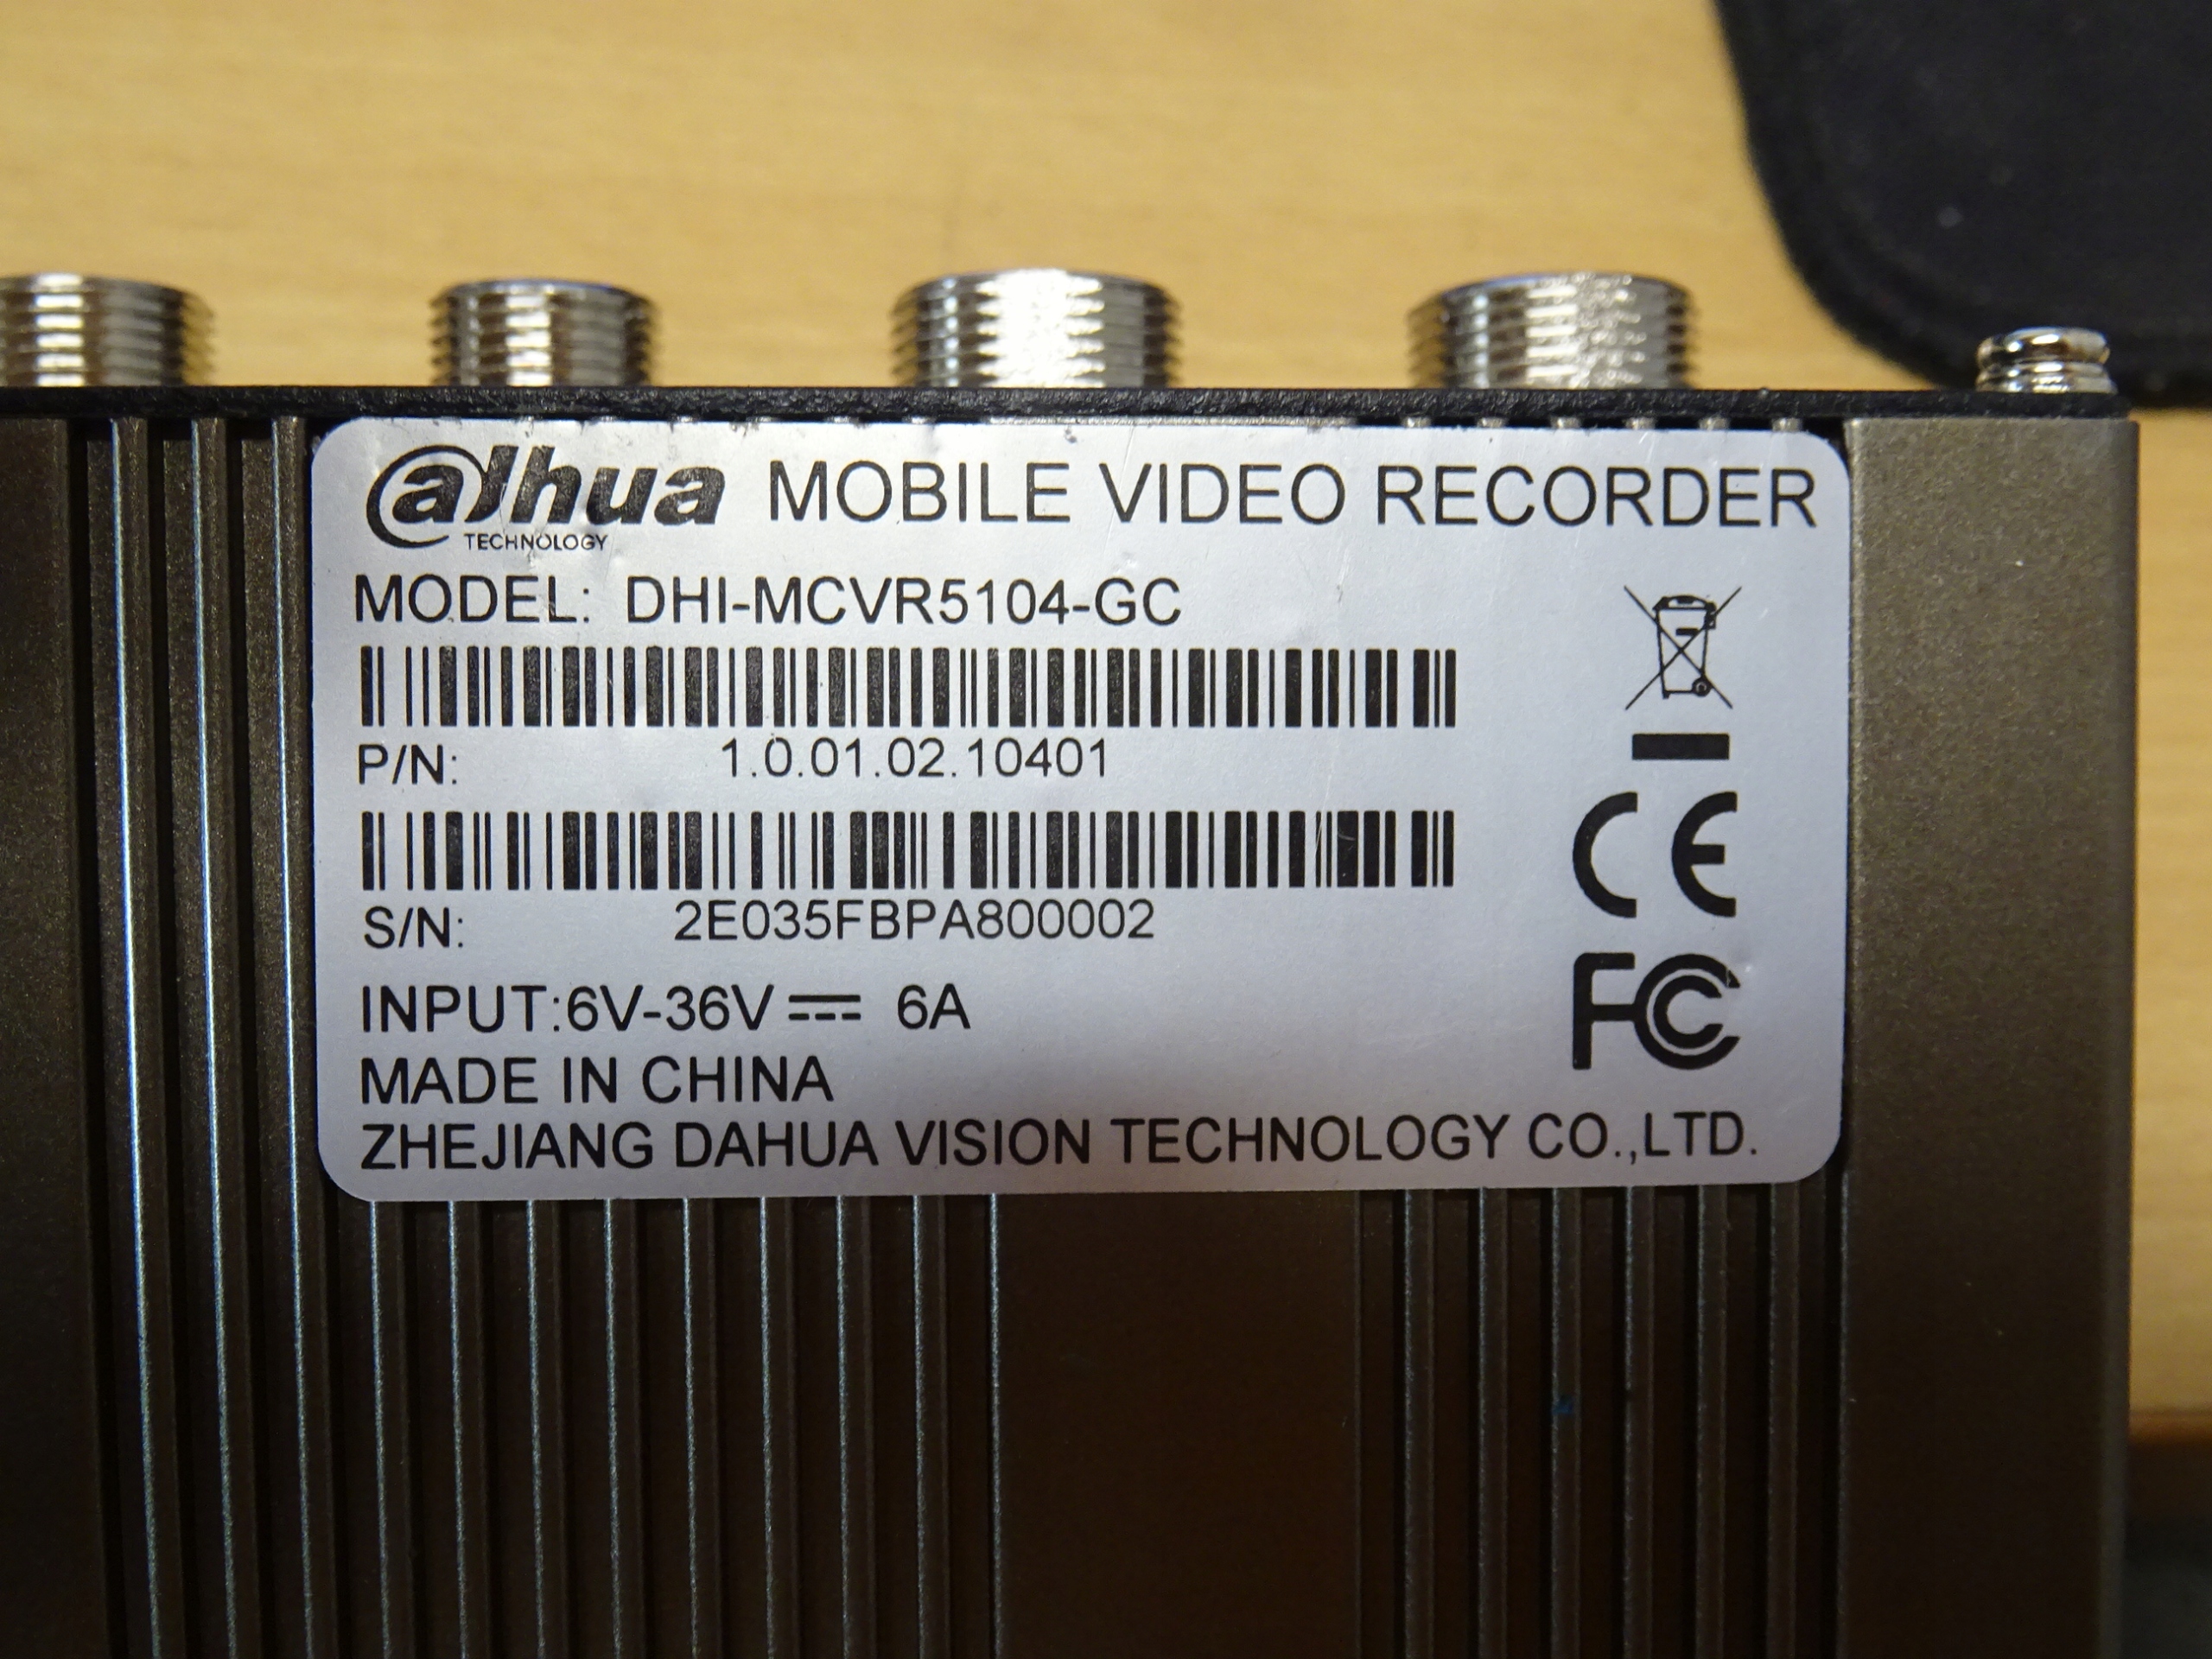 alhua TECHNOLOGY MOBILE VIDEO RECORDER
MODEL: DHI-MCVR5104-GC
P/N: 1.0.01.02.10401
S/N: 2E035FBPA800002
INPUT:6V-36V⎓ 6A
MADE IN CHINA
ZHEJIANG DAHUA VISION TECHNOLOGY CO.,LTD.
CE
FC